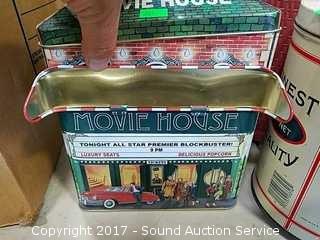 MOVIE HOUSE
MOVIE HOUSE
TONIGHT ALL STAR PREMIER BLOCKBUSTER!
9 PM
LUXURY SEATS
DELICIOUS POPCORN
Copyright 2017 - Sound Auction Service